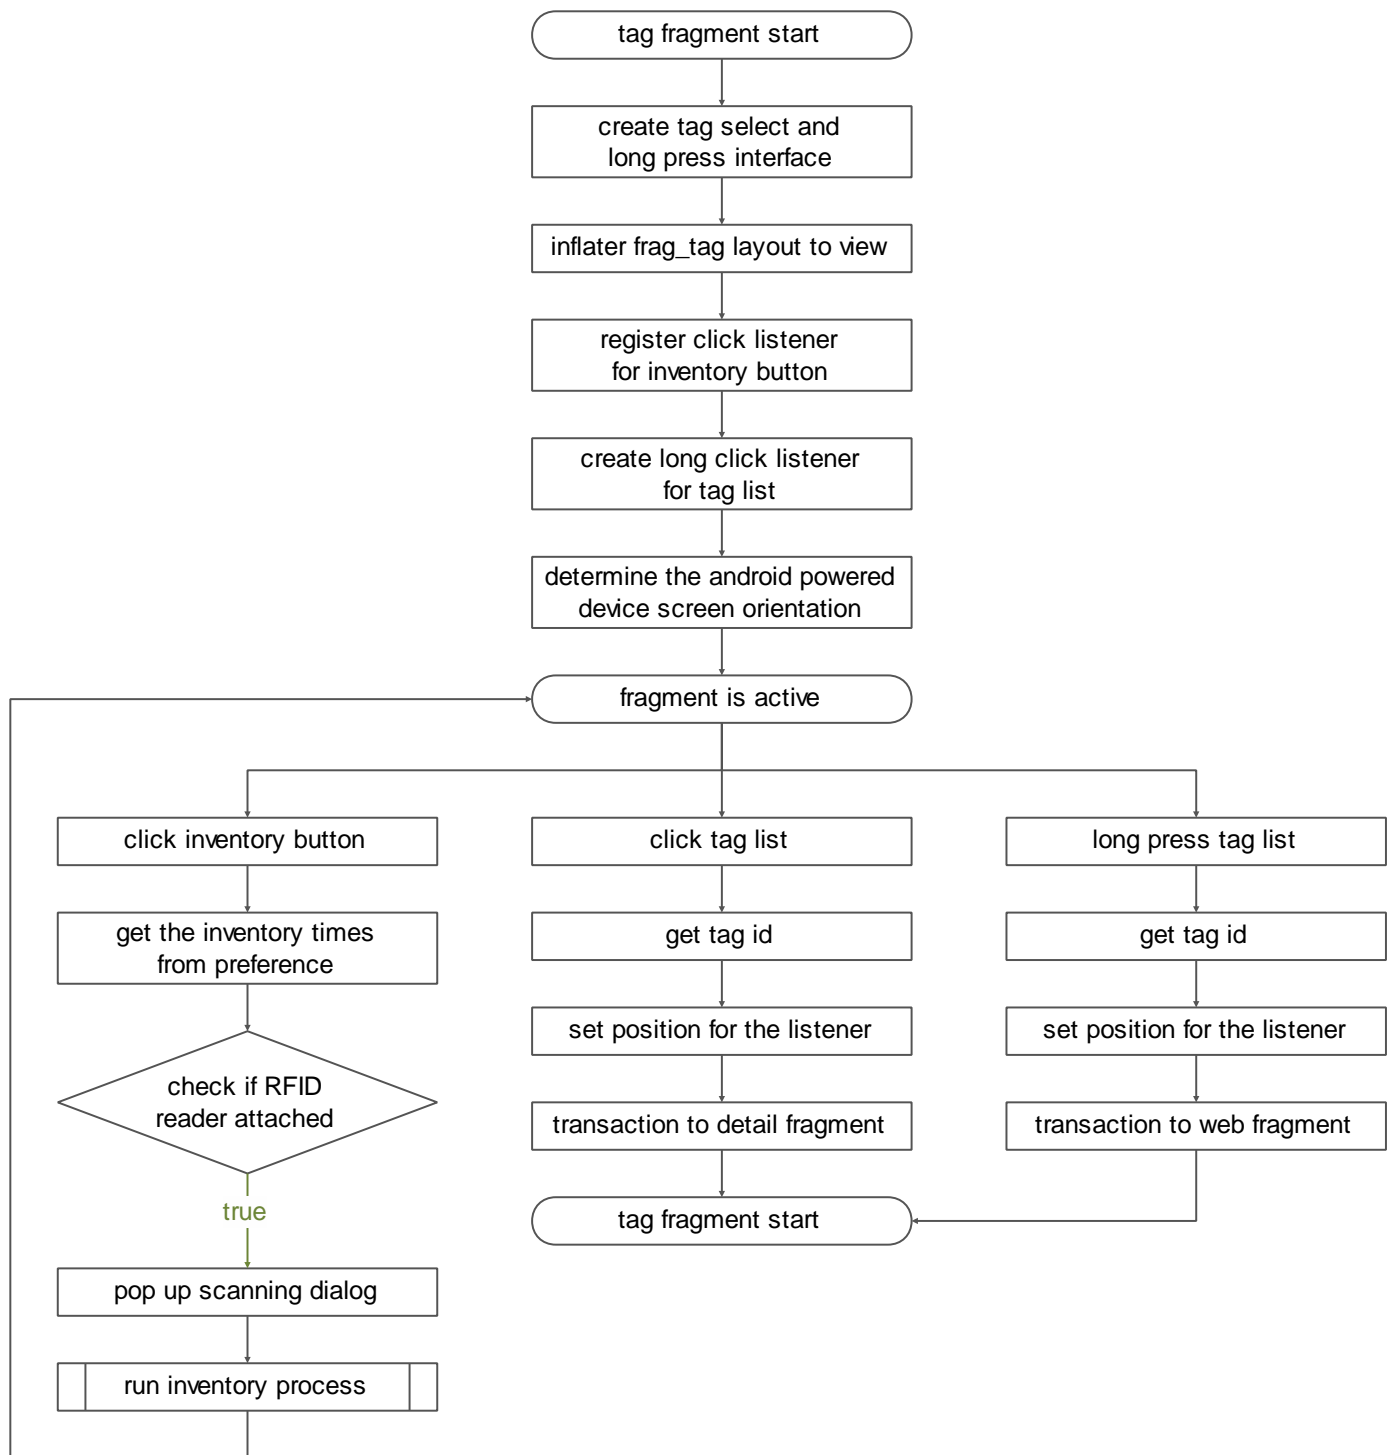 tag fragment start
create tag select and
long press interface
inflater frag_tag layout to view
register click listener
for inventory button
create long click listener
for tag list
determine the android powered
device screen orientation
fragment is active
click inventory button
click tag list
long press tag list
get the inventory times
from preference
get tag id
get tag id
set position for the listener
set position for the listener
check if RFID
reader attached
transaction to detail fragment
transaction to web fragment
true
tag fragment start
pop up scanning dialog
run inventory process